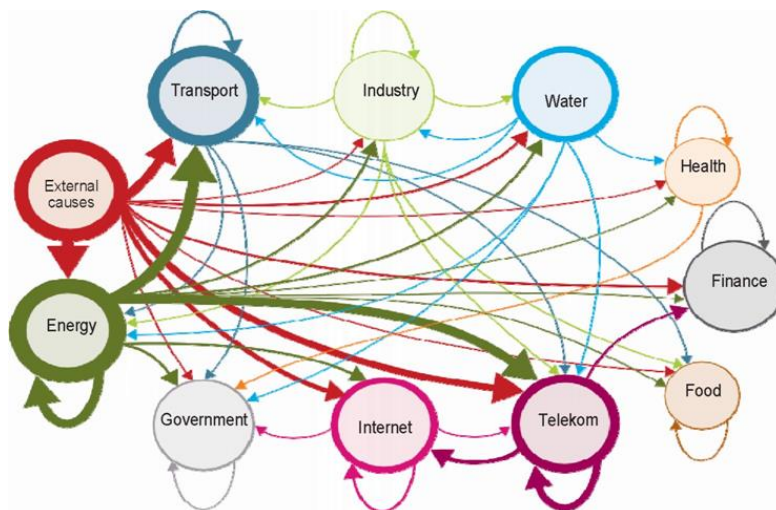 Transport
Industry
Water
Health
External
causes
Finance
Energy
Food
Government
Internet
Telekom